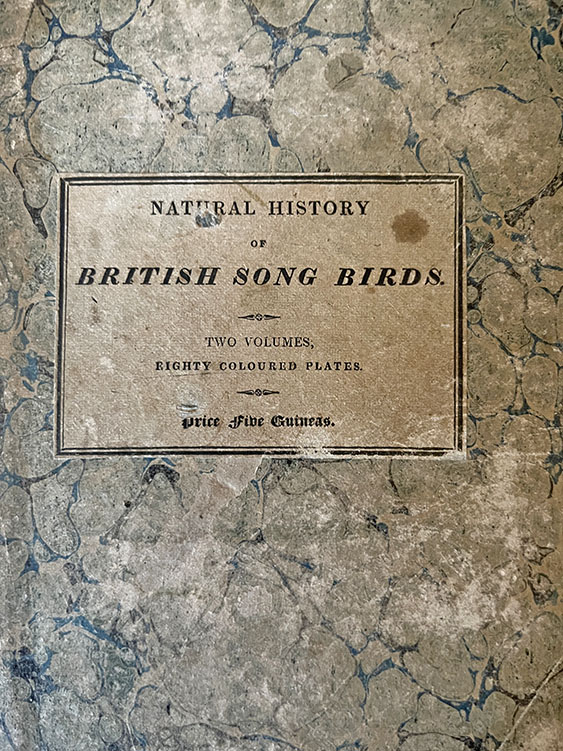 NATURAL HISTORY
OF
BRITISH SONG BIRDS.
TWO VOLUMES,
EIGHTY COLOURED PLATES.
Price Five Guineas.